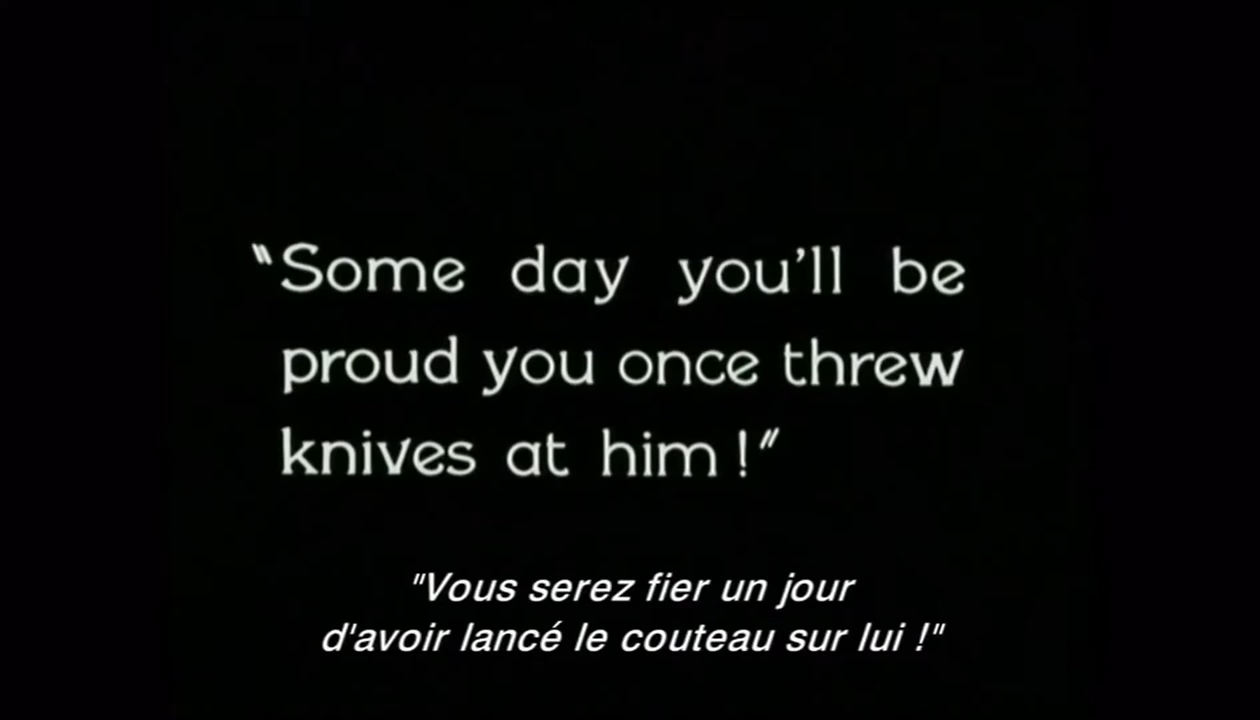 "Some day you'll be
proud you once threw
knives at him!"
"Vous serez fier un jour
d'avoir lancé le couteau sur lui !"